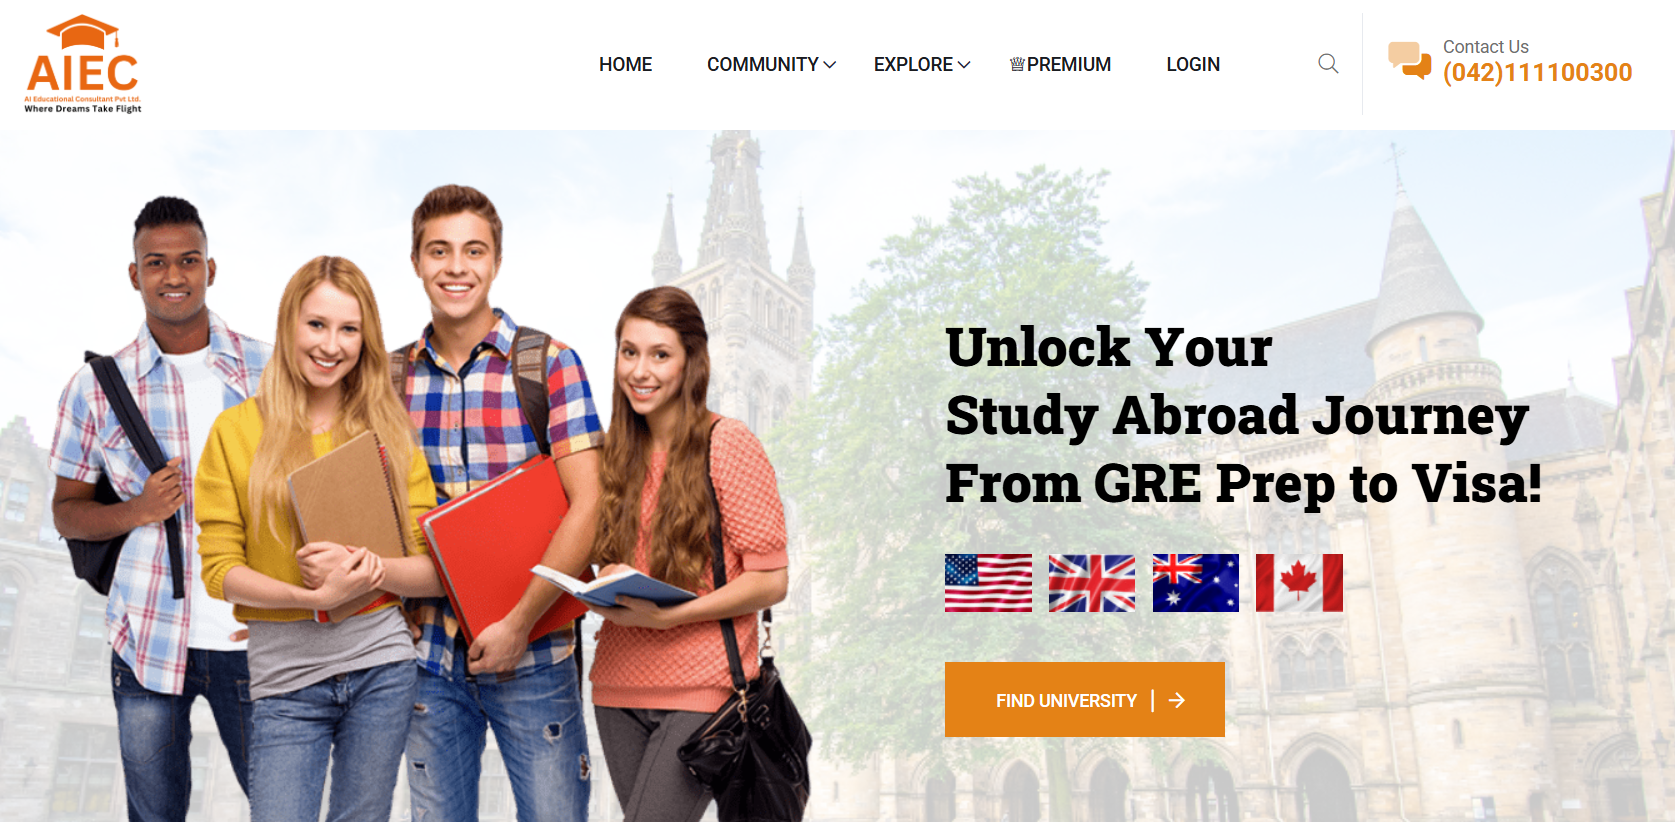 AIEC
AI Educational Consultant Pvt Ltd.
Where Dreams Take Flight
HOME
COMMUNITY
EXPLORE
♕PREMIUM
LOGIN
Contact Us
(042)111100300
Unlock Your
Study Abroad Journey
From GRE Prep to Visa!
FIND UNIVERSITY